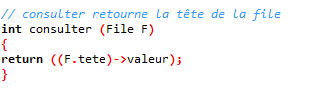 // consulter retourne la tête de la file
int consulter (File F)
{
return ((F.tete)->valeur);
}